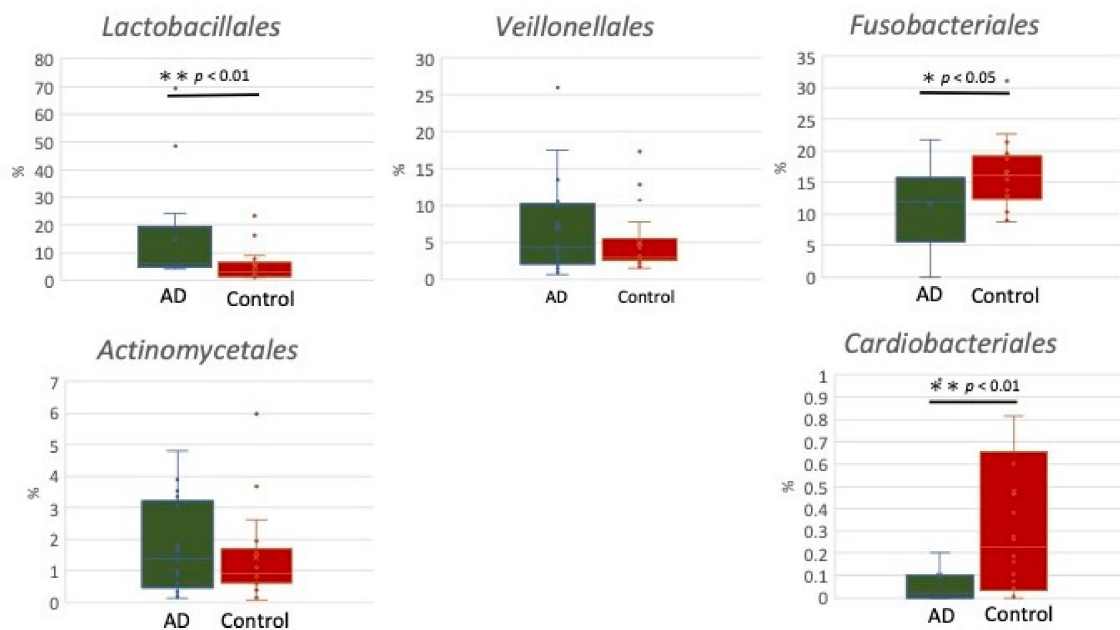 Lactobacillales
80
70
60
50
40
30
20
10
0
%
** p < 0.01
AD
Control
Veillonellales
30
25
20
15
10
5
0
%
AD
Control
Fusobacteriales
35
30
25
20
15
10
5
0
%
* p < 0.05
AD
Control
Actinomycetales
7
6
5
4
3
2
1
0
%
AD
Control
Cardiobacteriales
1
0.9
0.8
0.7
0.6
0.5
0.4
0.3
0.2
0.1
0
%
** p < 0.01
AD
Control